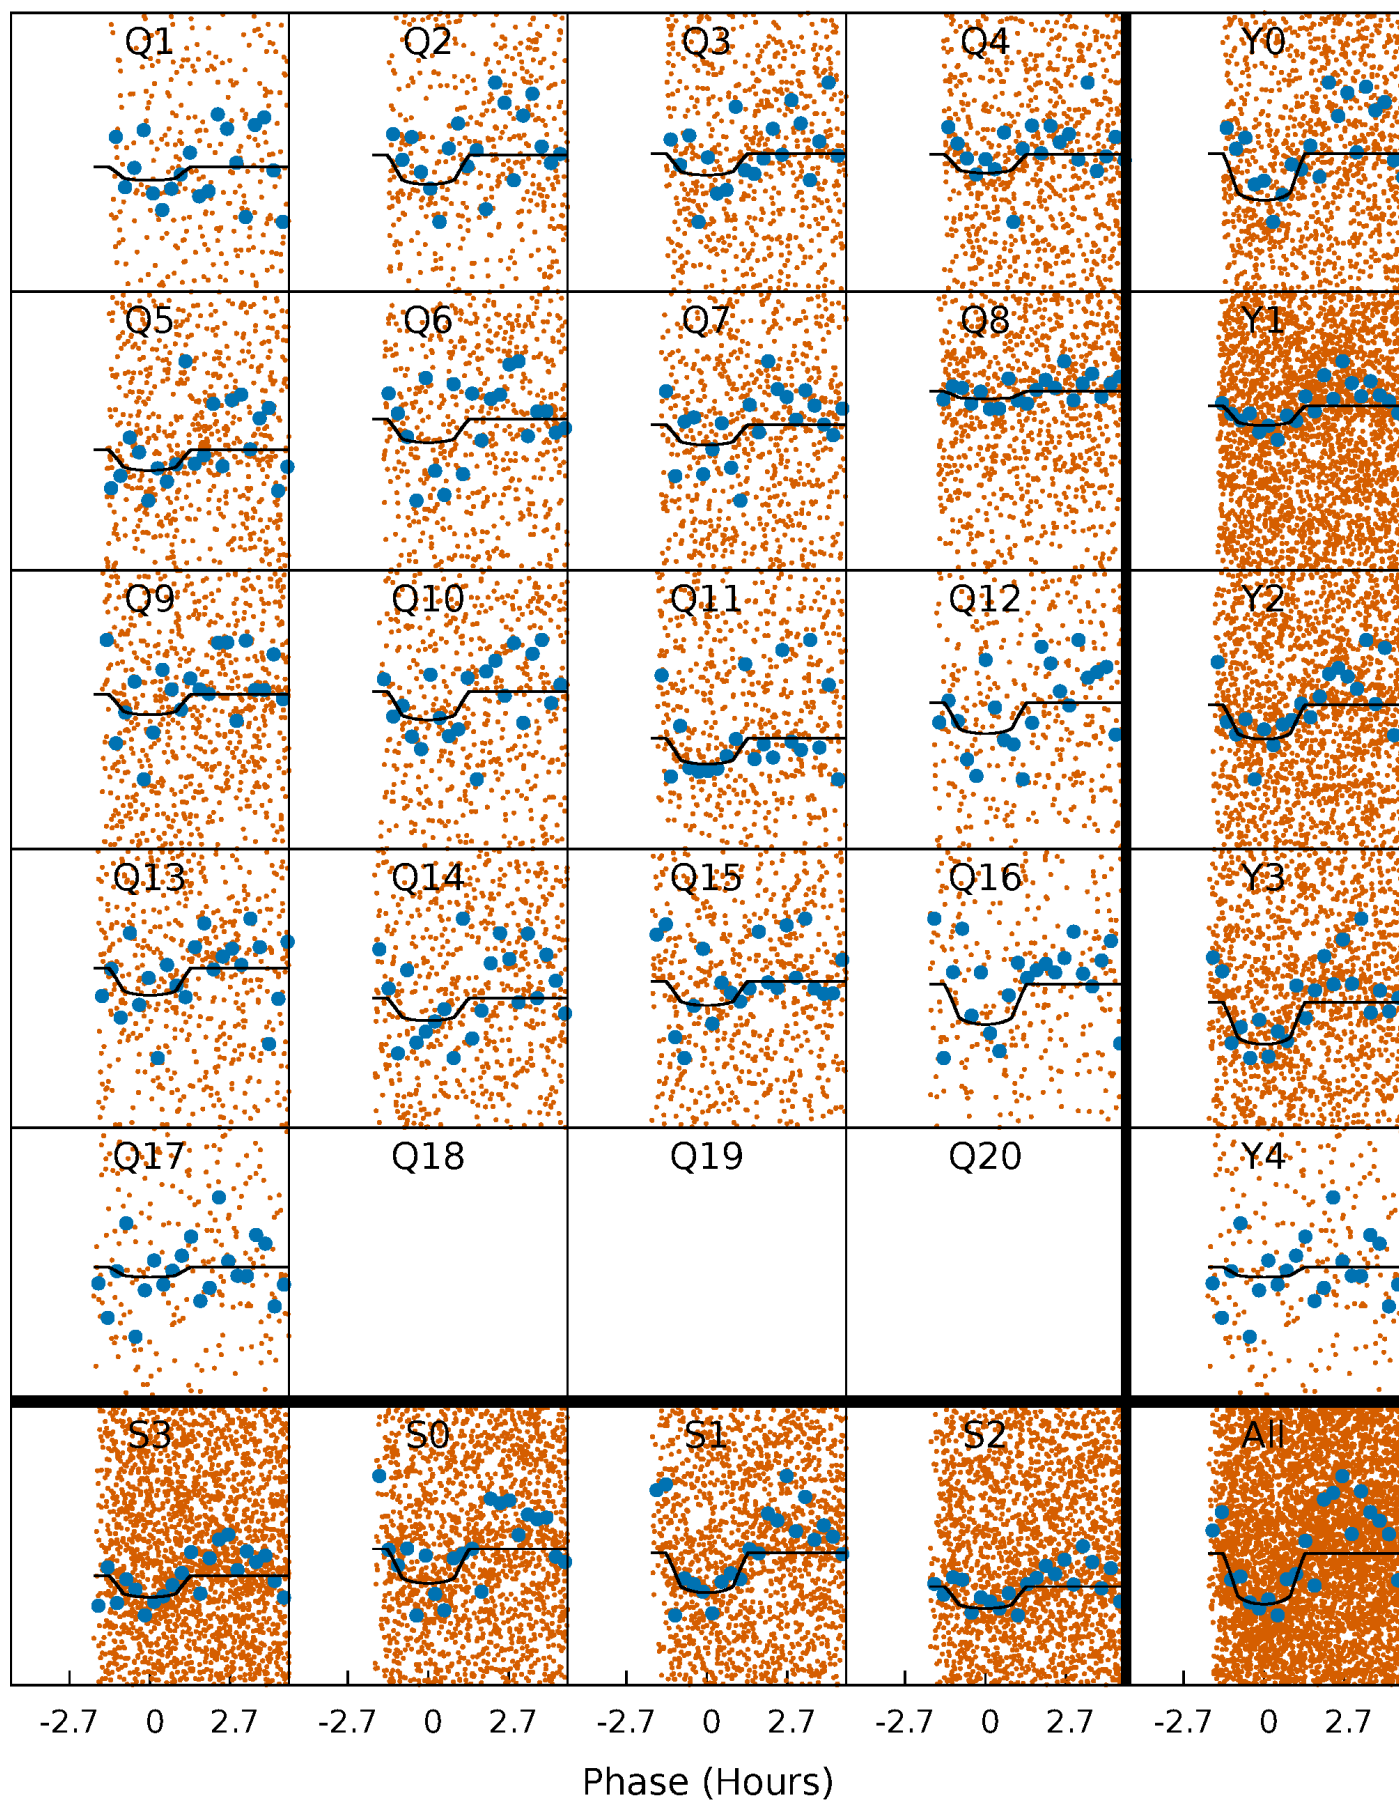 Q1 Q2 Q3 Q4 Y0
Q5 Q6 Q7 Q8 Y1
Q9 Q10 Q11 Q12 Y2
Q13 Q14 Q15 Q16 Y3
Q17 Q18 Q19 Q20 Y4
S3 S0 S1 S2 All
-2.7 0 2.7 -2.7 0 2.7 -2.7 0 2.7 -2.7 0 2.7 -2.7 0 2.7
Phase (Hours)